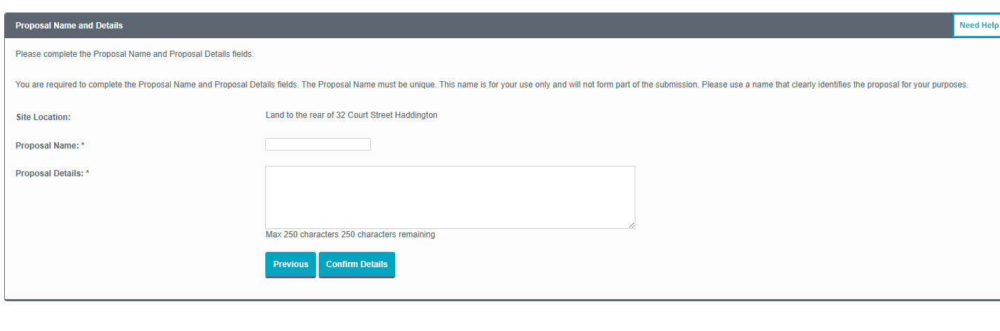 Proposal Name and Details
Need Help
Please complete the Proposal Name and Proposal Details fields.
You are required to complete the Proposal Name and Proposal Details fields. The Proposal Name must be unique. This name is for your use only and will not form part of the submission. Please use a name that clearly identifies the proposal for your purposes.
Site Location:
Land to the rear of 32 Court Street Haddington
Proposal Name: *
Proposal Details: *
Max 250 characters 250 characters remaining
Previous
Confirm Details